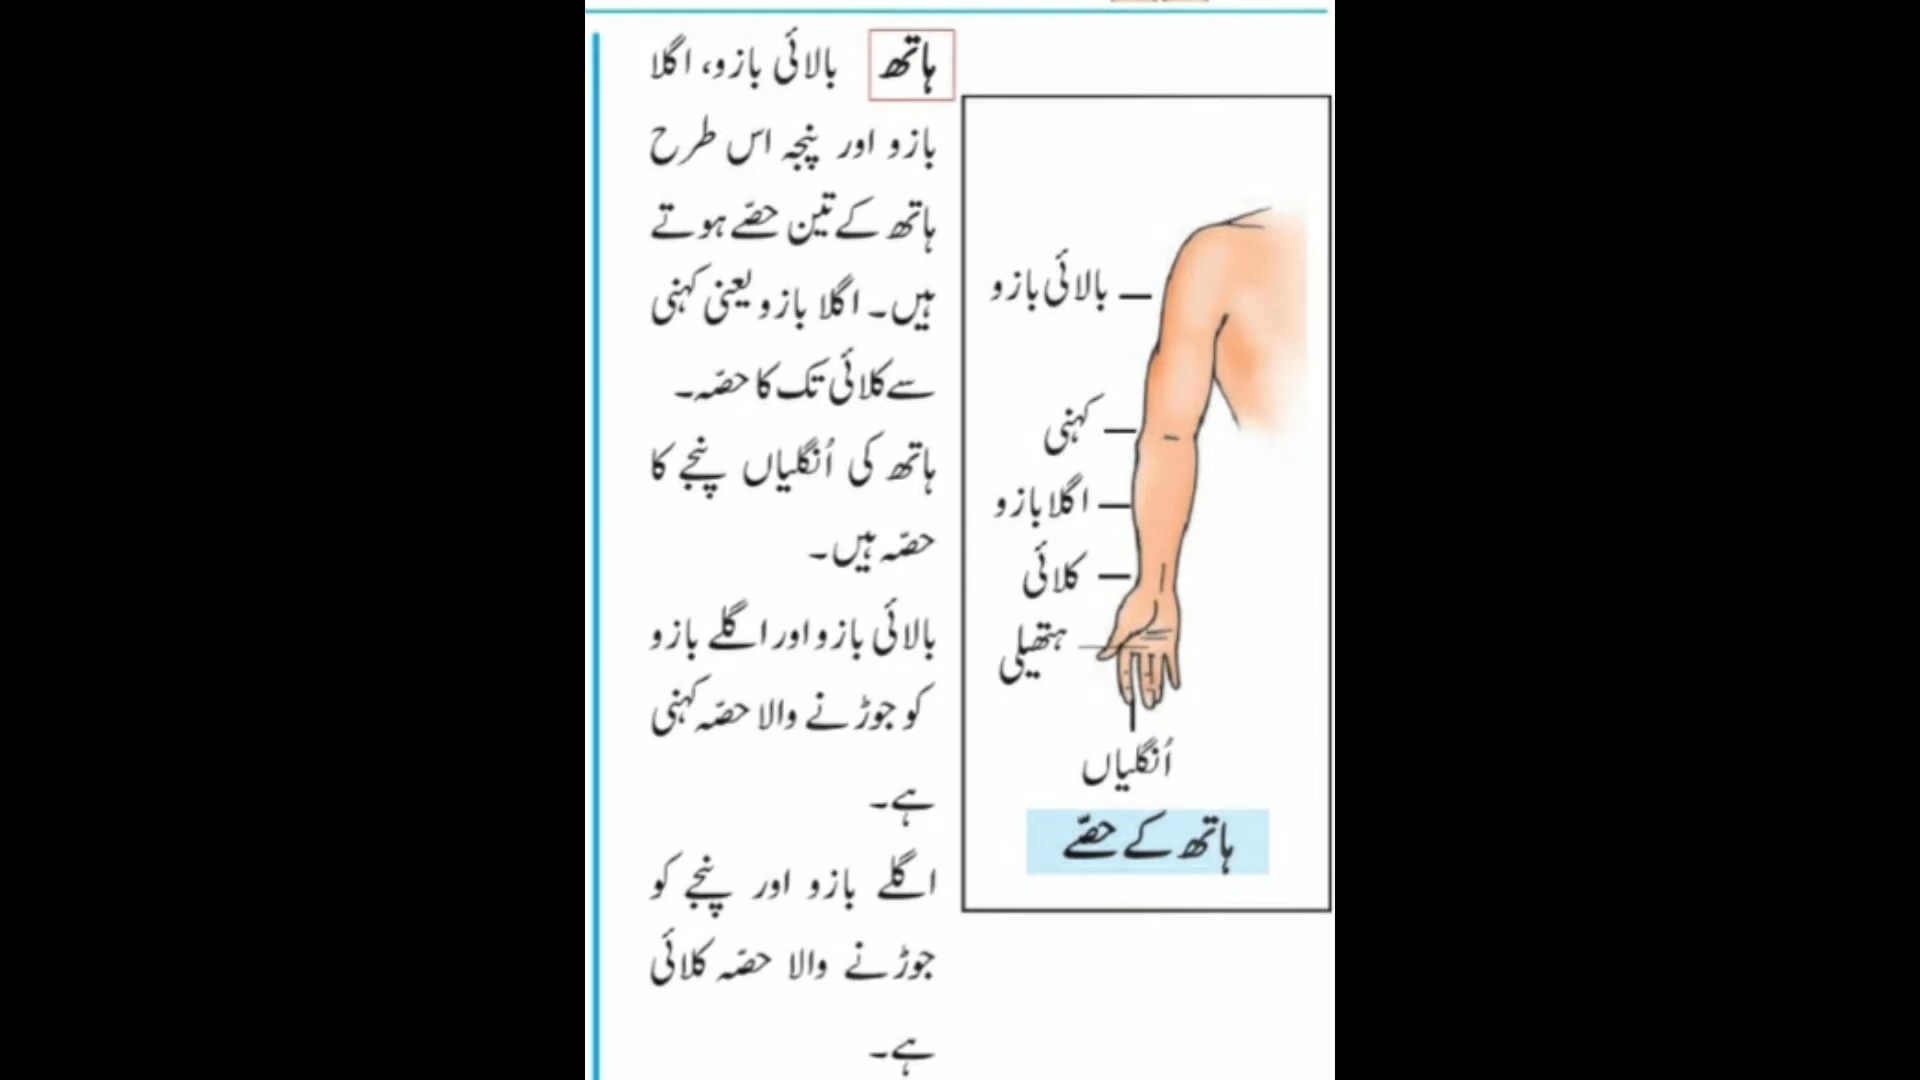 ہاتھ بالائی بازو، اگلا
بازو اور پنجہ اس طرح
ہاتھ کے تین حصّے ہوتے
ہیں۔ اگلا بازو یعنی کہنی
سے کلائی تک کا حصّہ۔
ہاتھ کی اُنگلیاں پنجے کا
حصّہ ہیں۔
بالائی بازو اور اگلے بازو
کو جوڑنے والا حصّہ کہنی
ہے۔
اگلے بازو اور پنجے کو
جوڑنے والا حصّہ کلائی
ہے۔
بالائی بازو
کہنی
اگلا بازو
کلائی
ہتھیلی
اُنگلیاں
ہاتھ کے حصّے